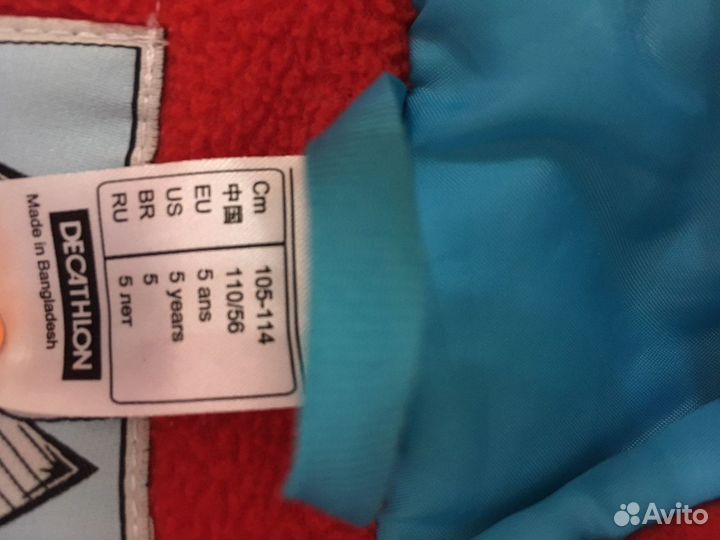 Cm 105-114
中国 110/56
EU 5 ans
US 5 years
BR 5
RU 5 лет
DECATHLON
Made in Bangladesh
Avito